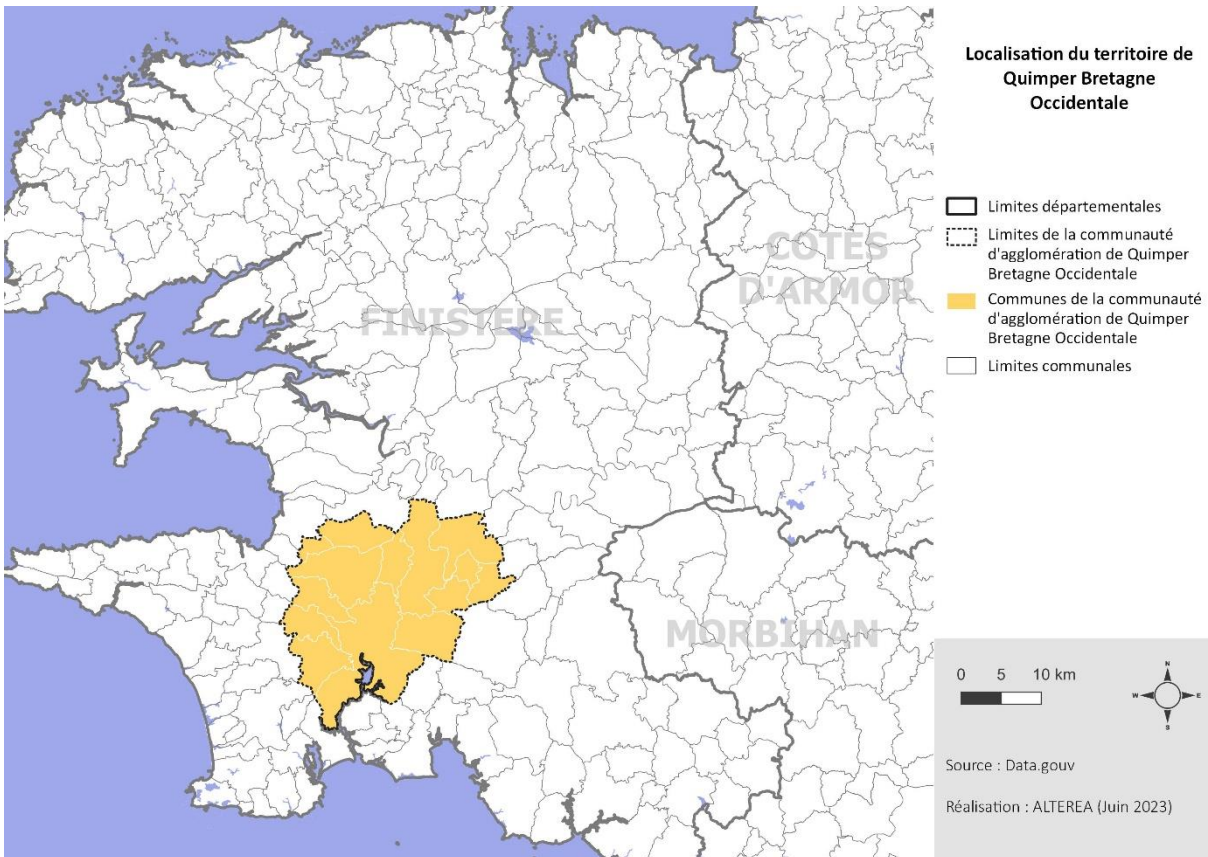 Localisation du territoire de
Quimper Bretagne
Occidentale
Limites départementales
Limites de la communauté
d'agglomération de Quimper
Bretagne Occidentale
Communes de la communauté
d'agglomération de Quimper
Bretagne Occidentale
Limites communales
COTES
D'ARMOR
FINISTERE
MORBIHAN
0 5 10 km
N
W E
S
Source : Data.gouv
Réalisation : ALTEREA (Juin 2023)